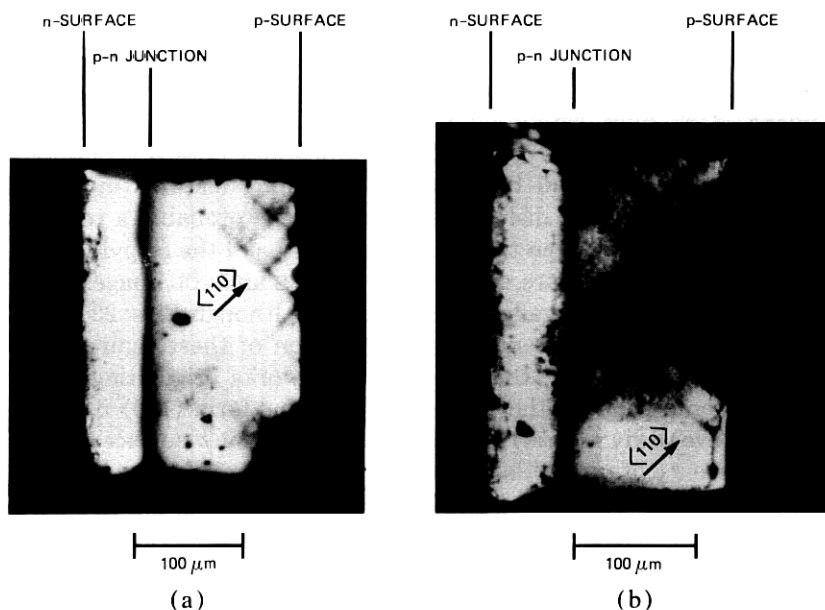 n-SURFACE
p-SURFACE
p-n JUNCTION
⟨110⟩
100 μm
(a)
n-SURFACE
p-SURFACE
p-n JUNCTION
⟨110⟩
100 μm
(b)